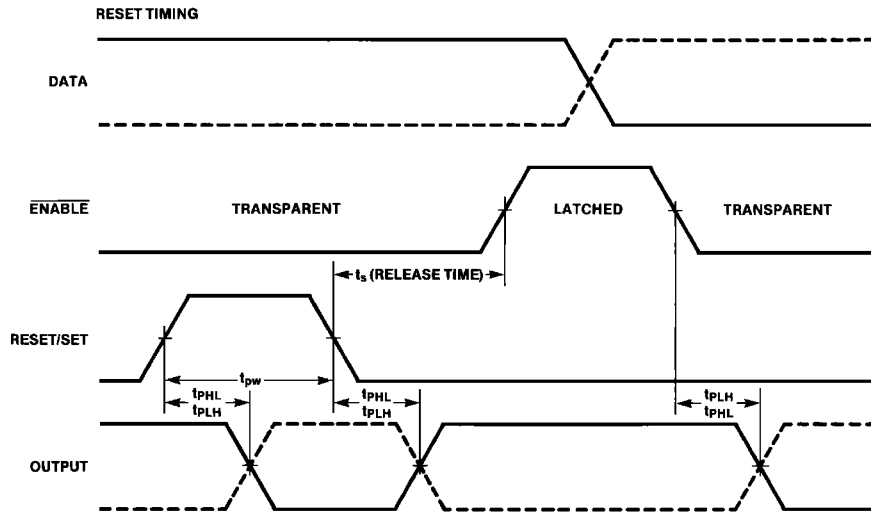 RESET TIMING
DATA
ENABLE
TRANSPARENT
LATCHED
TRANSPARENT
ts (RELEASE TIME)
RESET/SET
tpw
tPHL
tPLH
tPHL
tPLH
tPLH
tPHL
OUTPUT